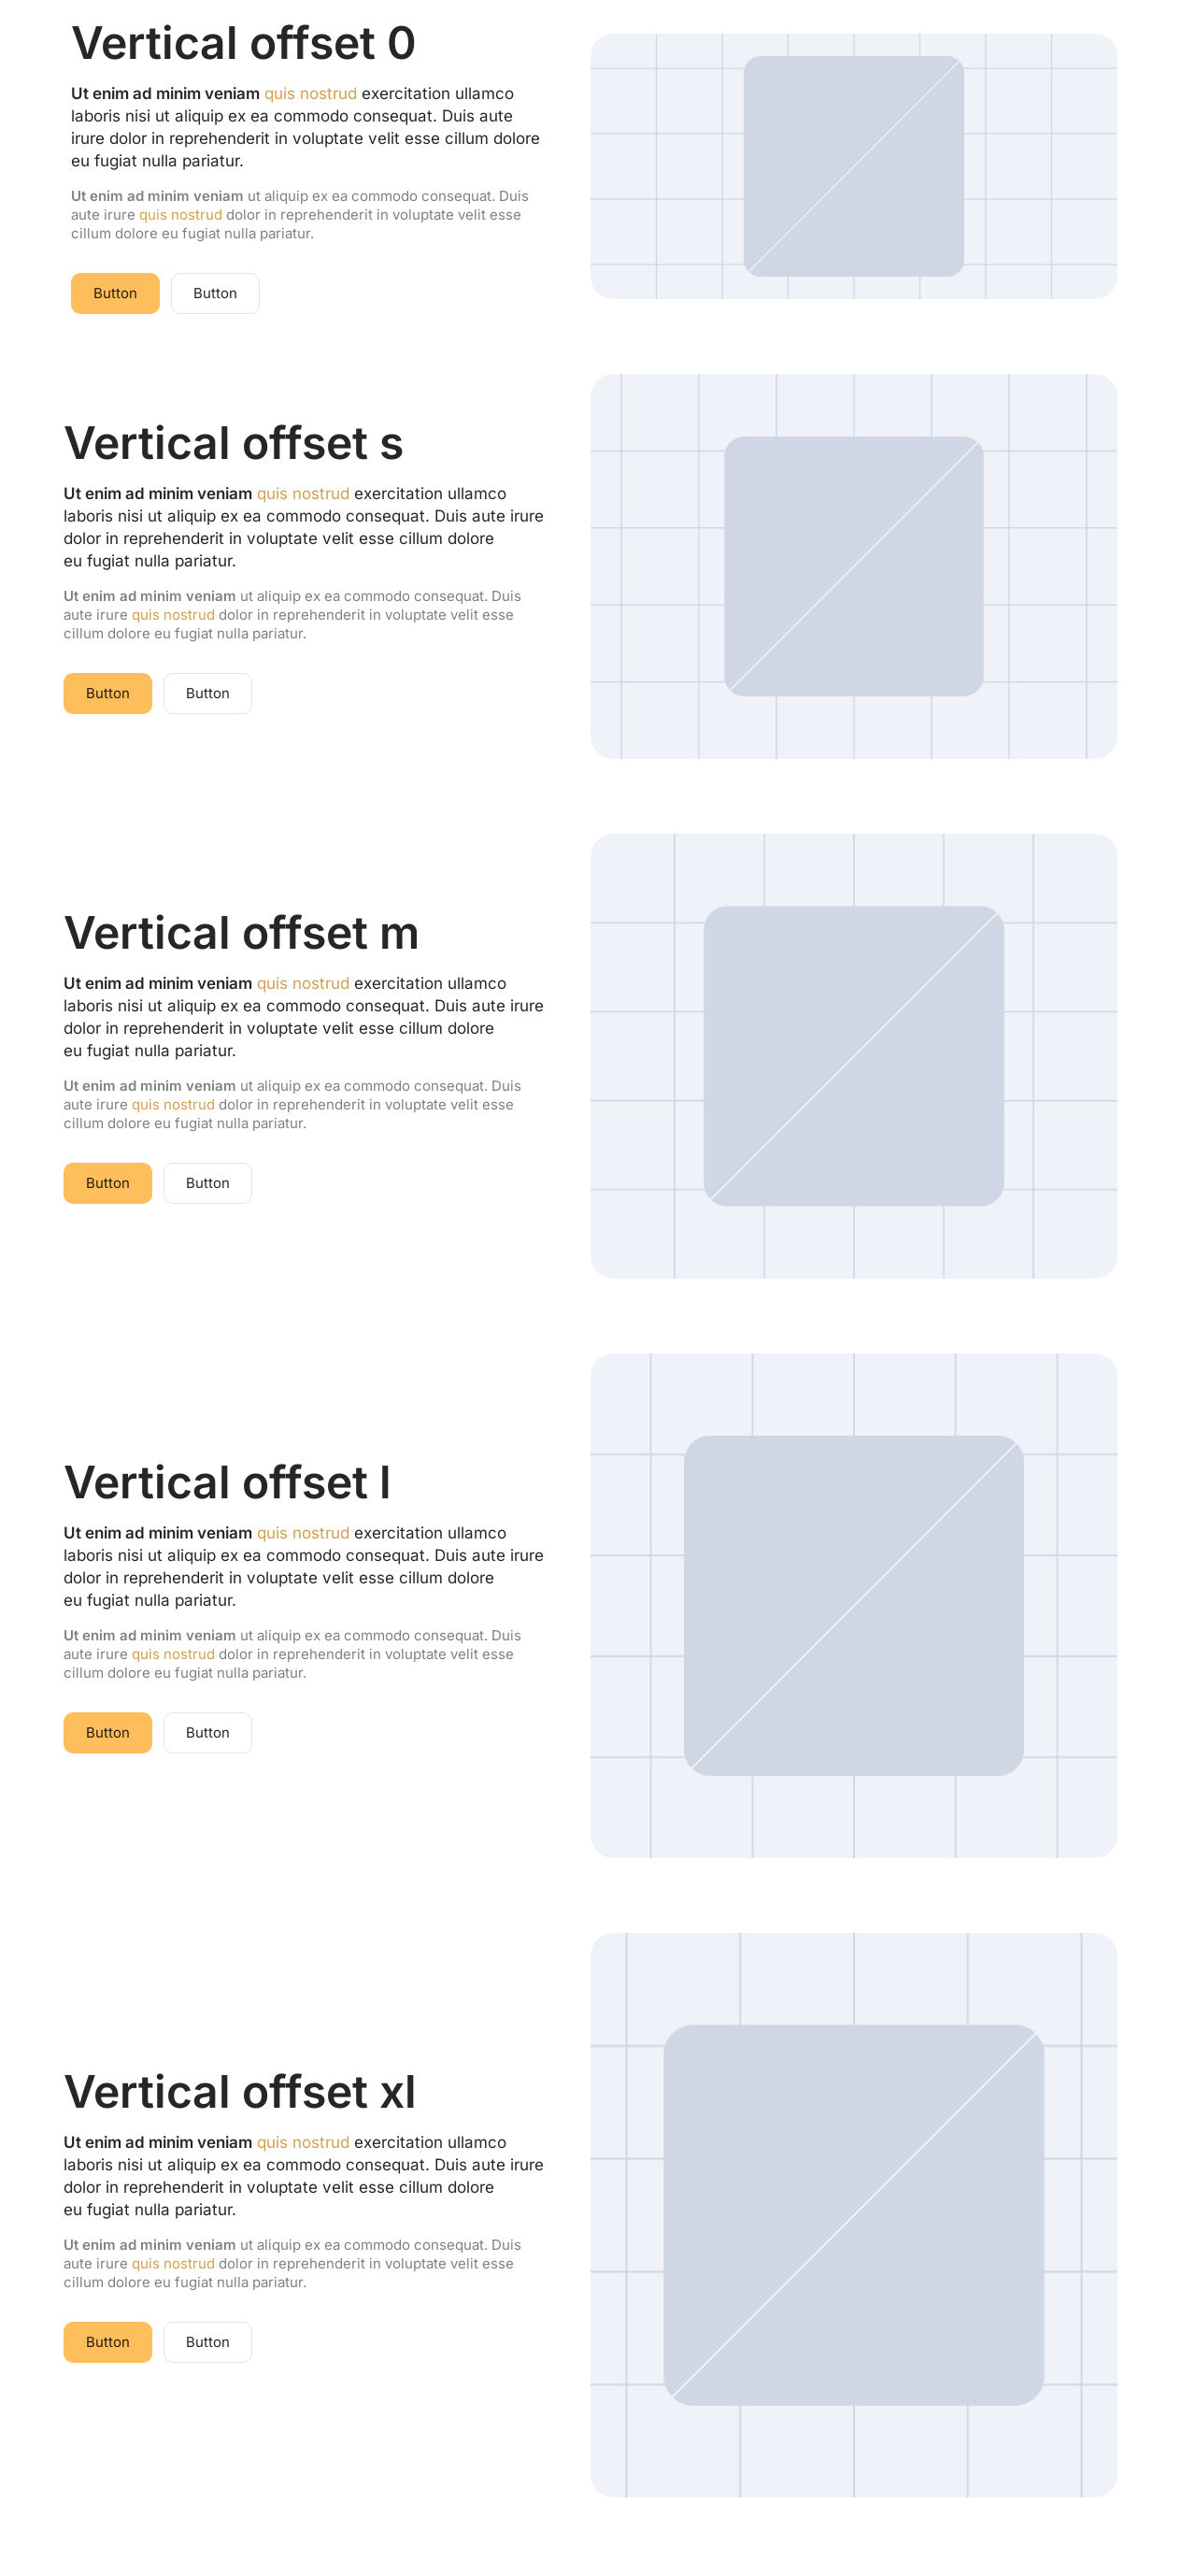 Vertical offset 0
Ut enim ad minim veniam quis nostrud exercitation ullamco
laboris nisi ut aliquip ex ea commodo consequat. Duis aute
irure dolor in reprehenderit in voluptate velit esse cillum dolore
eu fugiat nulla pariatur.
Ut enim ad minim veniam ut aliquip ex ea commodo consequat. Duis
aute irure quis nostrud dolor in reprehenderit in voluptate velit esse
cillum dolore eu fugiat nulla pariatur.
Button Button
Vertical offset s
Ut enim ad minim veniam quis nostrud exercitation ullamco
laboris nisi ut aliquip ex ea commodo consequat. Duis aute irure
dolor in reprehenderit in voluptate velit esse cillum dolore
eu fugiat nulla pariatur.
Ut enim ad minim veniam ut aliquip ex ea commodo consequat. Duis
aute irure quis nostrud dolor in reprehenderit in voluptate velit esse
cillum dolore eu fugiat nulla pariatur.
Button Button
Vertical offset m
Ut enim ad minim veniam quis nostrud exercitation ullamco
laboris nisi ut aliquip ex ea commodo consequat. Duis aute irure
dolor in reprehenderit in voluptate velit esse cillum dolore
eu fugiat nulla pariatur.
Ut enim ad minim veniam ut aliquip ex ea commodo consequat. Duis
aute irure quis nostrud dolor in reprehenderit in voluptate velit esse
cillum dolore eu fugiat nulla pariatur.
Button Button
Vertical offset l
Ut enim ad minim veniam quis nostrud exercitation ullamco
laboris nisi ut aliquip ex ea commodo consequat. Duis aute irure
dolor in reprehenderit in voluptate velit esse cillum dolore
eu fugiat nulla pariatur.
Ut enim ad minim veniam ut aliquip ex ea commodo consequat. Duis
aute irure quis nostrud dolor in reprehenderit in voluptate velit esse
cillum dolore eu fugiat nulla pariatur.
Button Button
Vertical offset xl
Ut enim ad minim veniam quis nostrud exercitation ullamco
laboris nisi ut aliquip ex ea commodo consequat. Duis aute irure
dolor in reprehenderit in voluptate velit esse cillum dolore
eu fugiat nulla pariatur.
Ut enim ad minim veniam ut aliquip ex ea commodo consequat. Duis
aute irure quis nostrud dolor in reprehenderit in voluptate velit esse
cillum dolore eu fugiat nulla pariatur.
Button Button